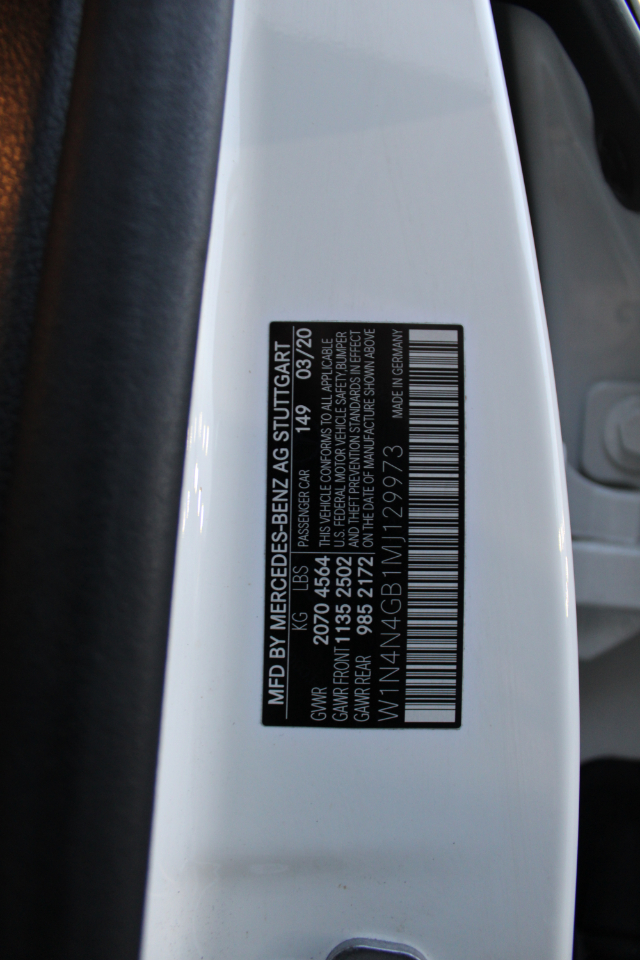 MFD BY MERCEDES-BENZ AG STUTTGART
KG LBS PASSENGER CAR 149 03/20
GVWR 2070 4564 THIS VEHICLE CONFORMS TO ALL APPLICABLE
GAWR FRONT 1135 2502 U.S. FEDERAL MOTOR VEHICLE SAFETY,BUMPER
GAWR REAR 985 2172 AND THEFT PREVENTION STANDARDS IN EFFECT
ON THE DATE OF MANUFACTURE SHOWN ABOVE
W1N4N4GB1MJ129973 MADE IN GERMANY